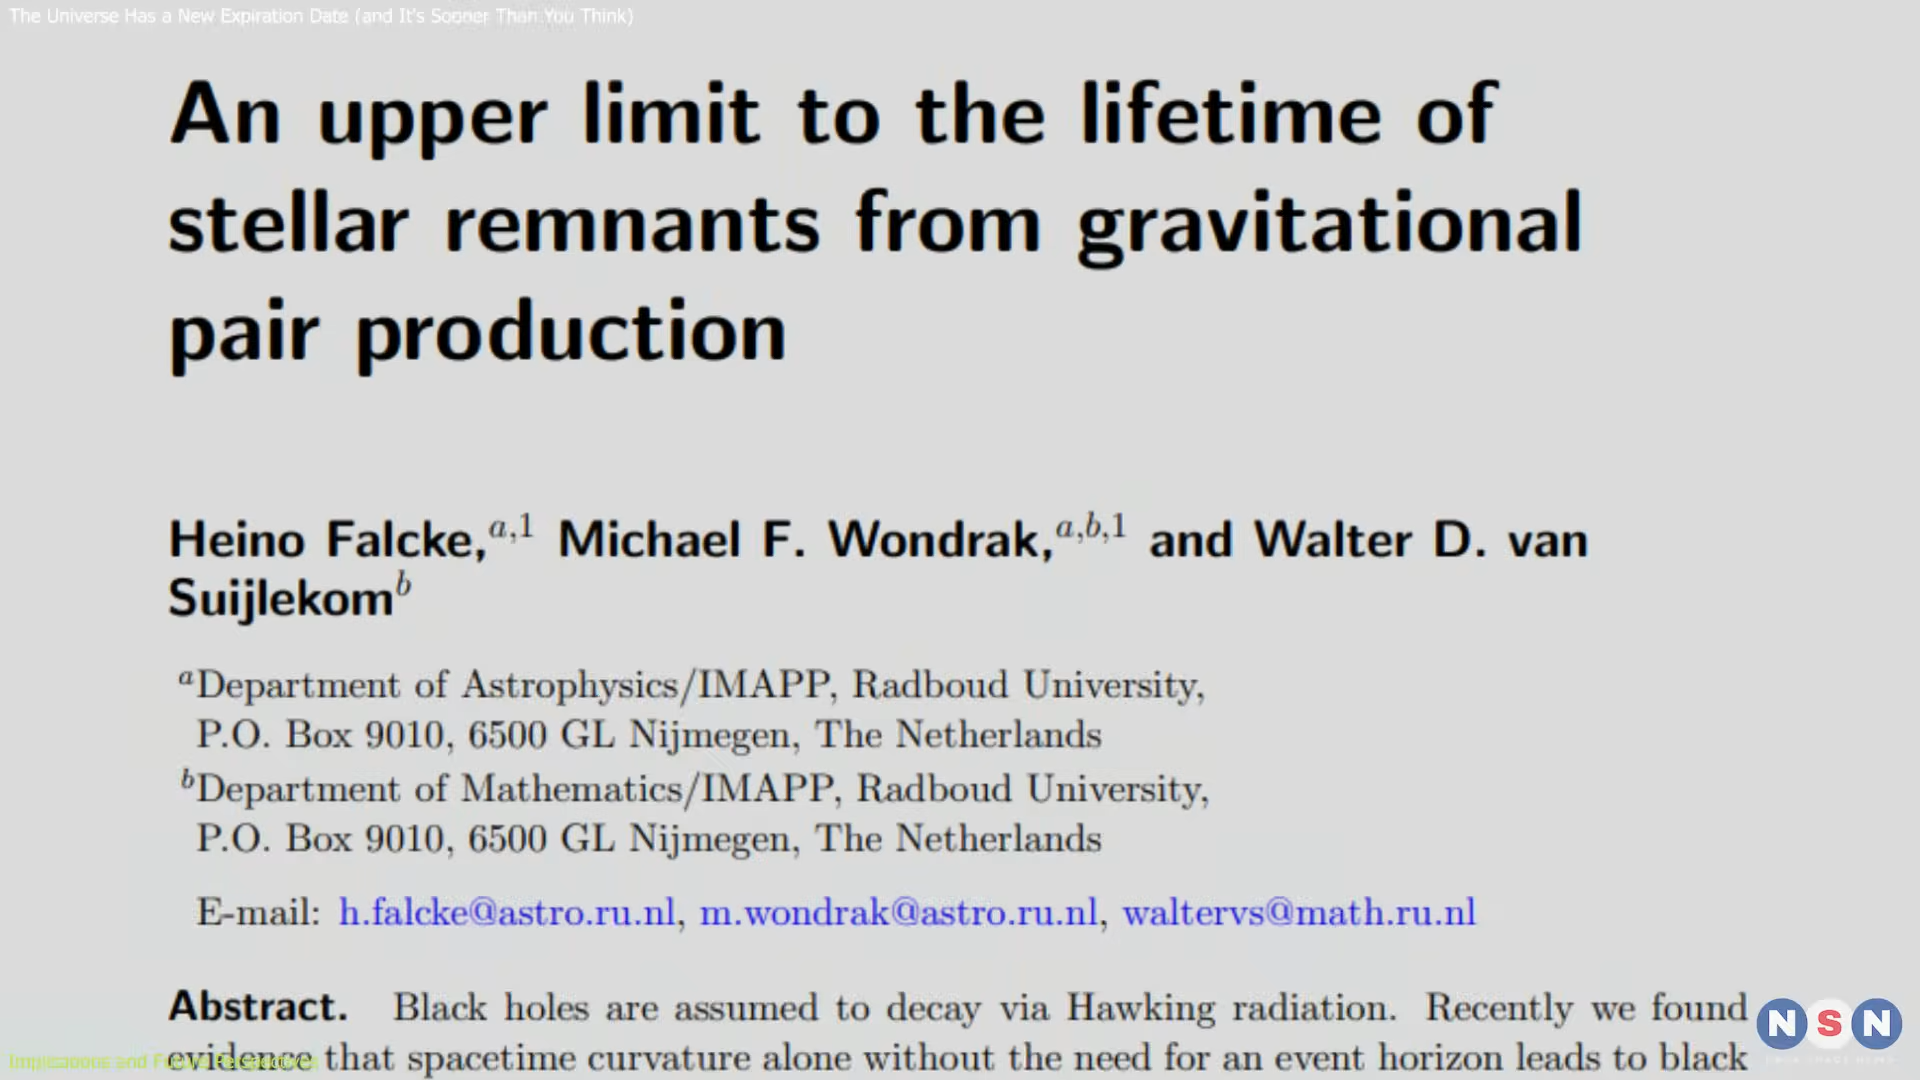 The Universe Has a New Expiration Date (and It's Sooner Than You Think)
An upper limit to the lifetime of
stellar remnants from gravitational
pair production
Heino Falcke,ᵃ,¹ Michael F. Wondrak,ᵃ,ᵇ,¹ and Walter D. van
Suijlekomᵇ
ᵃDepartment of Astrophysics/IMAPP, Radboud University,
P.O. Box 9010, 6500 GL Nijmegen, The Netherlands
ᵇDepartment of Mathematics/IMAPP, Radboud University,
P.O. Box 9010, 6500 GL Nijmegen, The Netherlands
E-mail: h.falcke@astro.ru.nl, m.wondrak@astro.ru.nl, waltervs@math.ru.nl
Abstract. Black holes are assumed to decay via Hawking radiation. Recently we found
evidence that spacetime curvature alone without the need for an event horizon leads to black
Implications and Future Perspectives
NSN